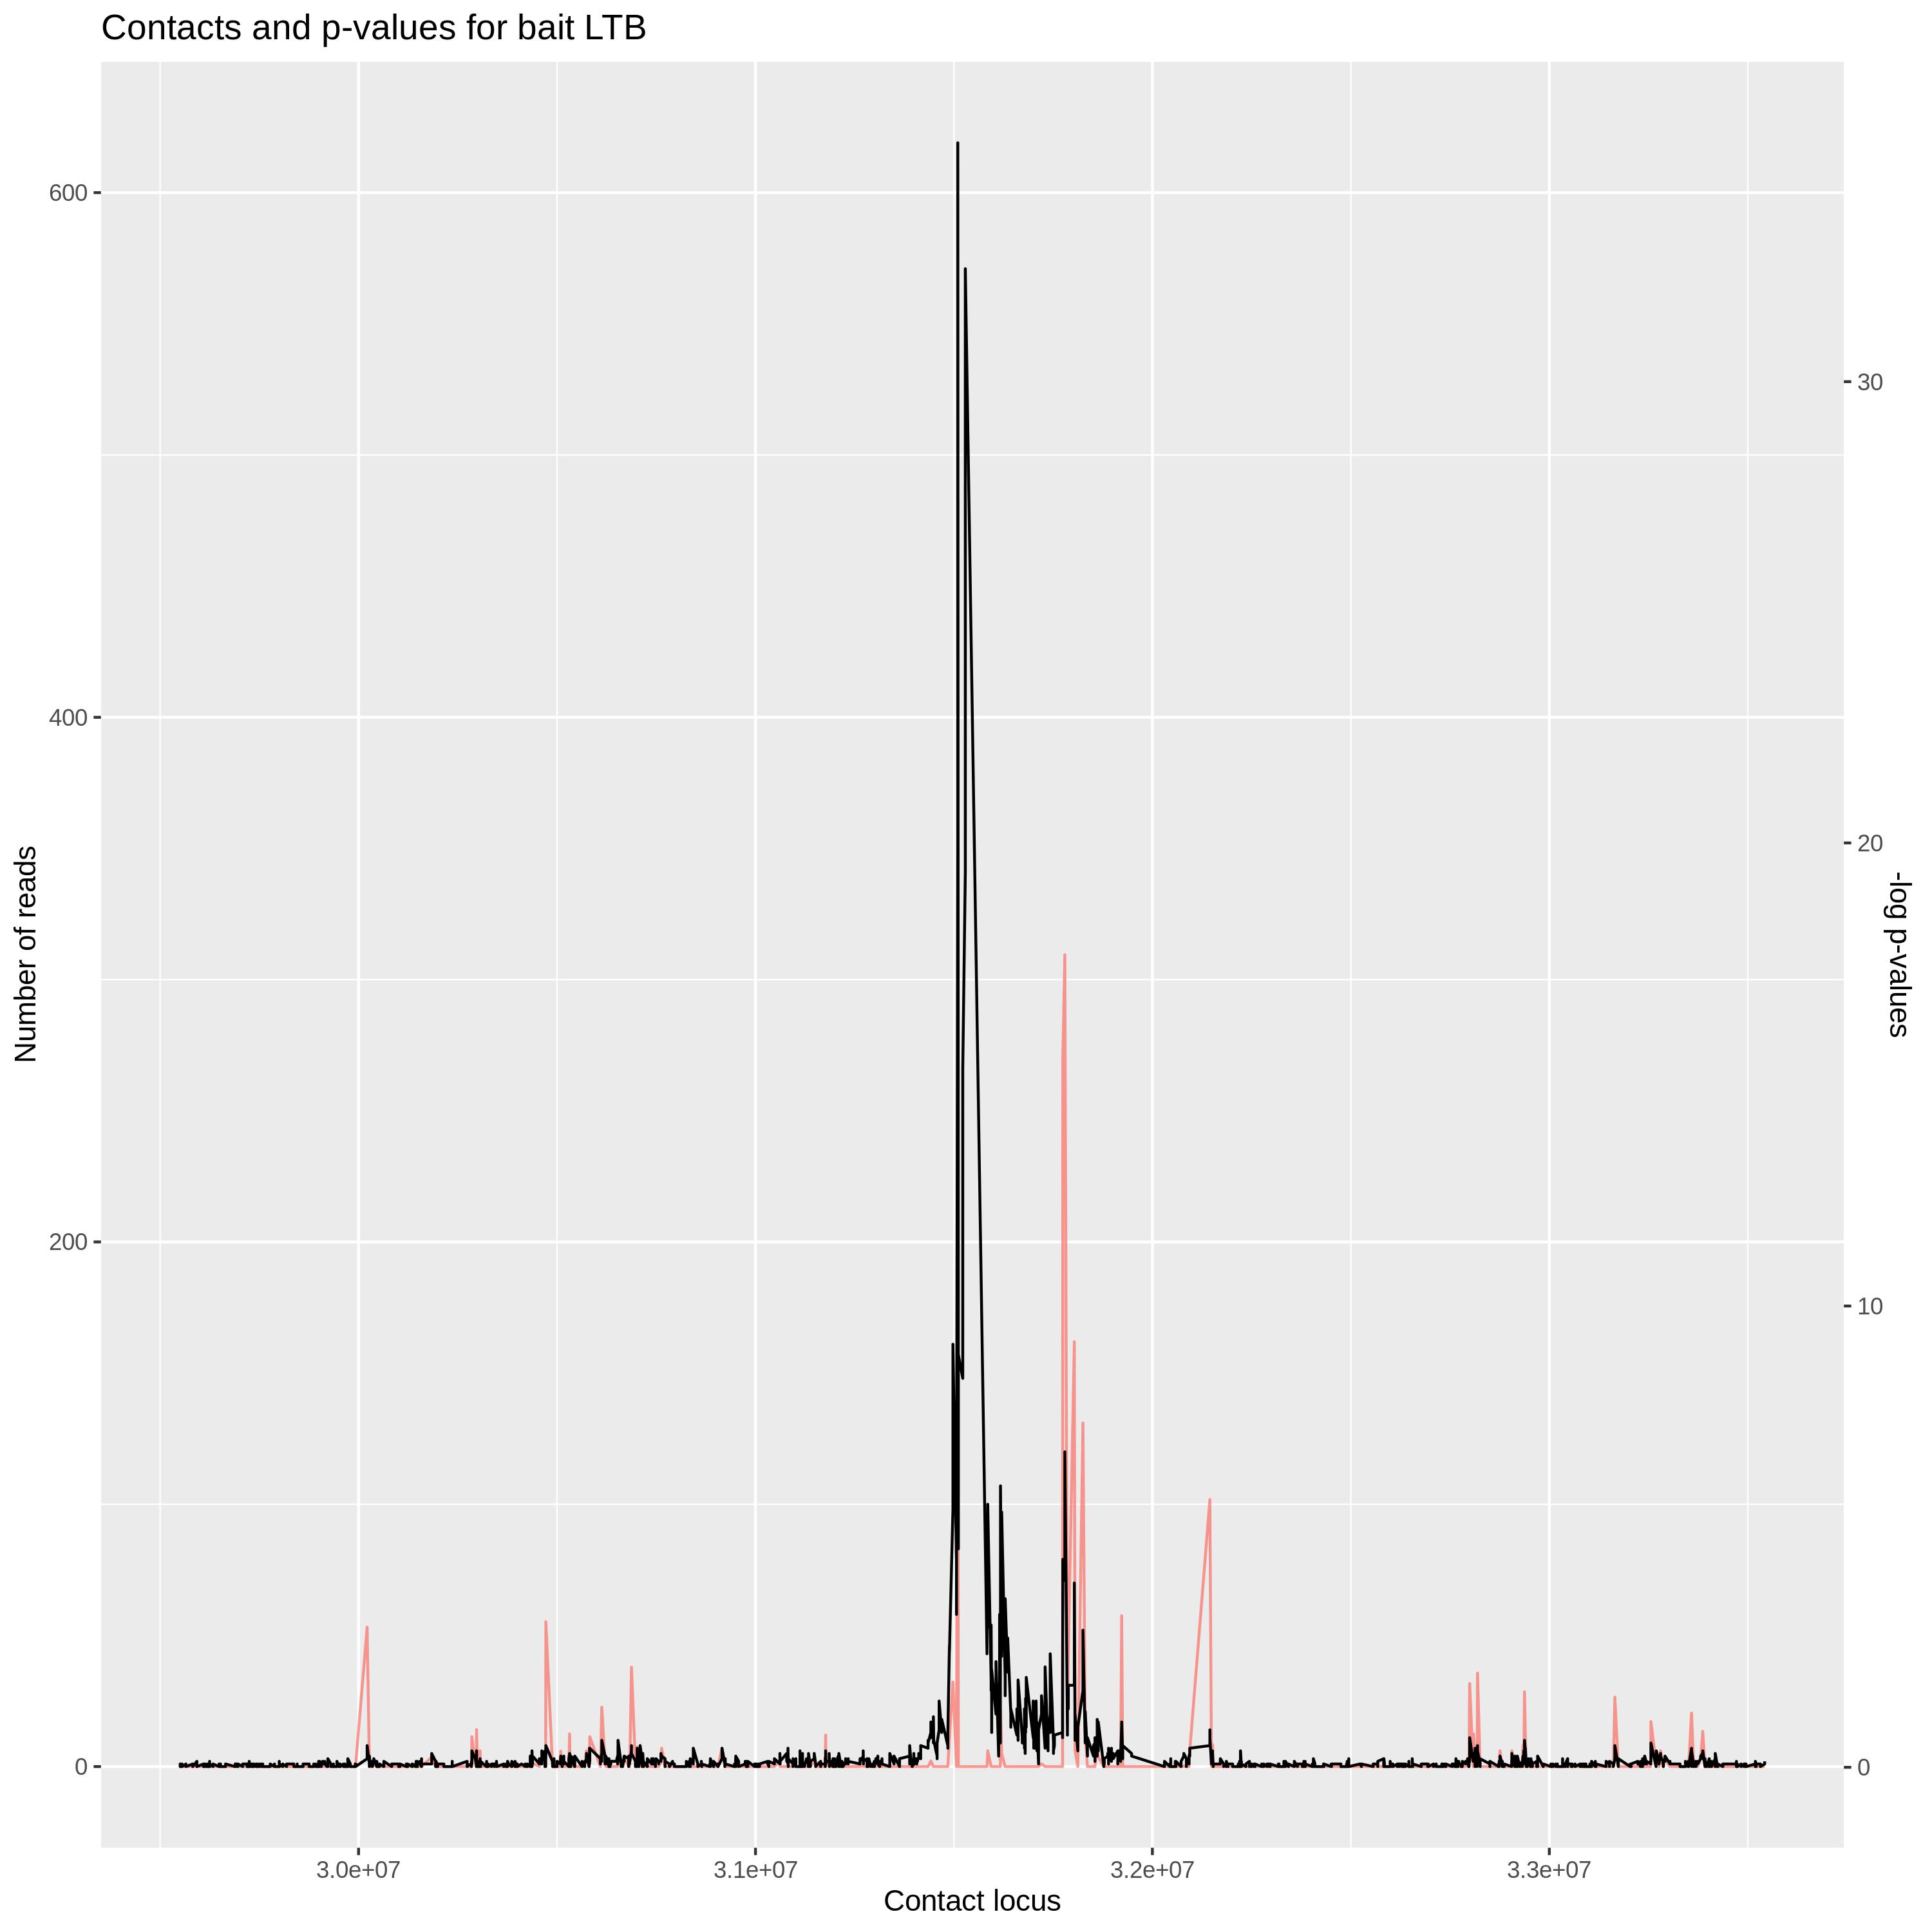 Contacts and p-values for bait LTB
600
400
200
0
Number of reads
30
20
10
0
-log p-values
3.0e+07
3.1e+07
3.2e+07
3.3e+07
Contact locus